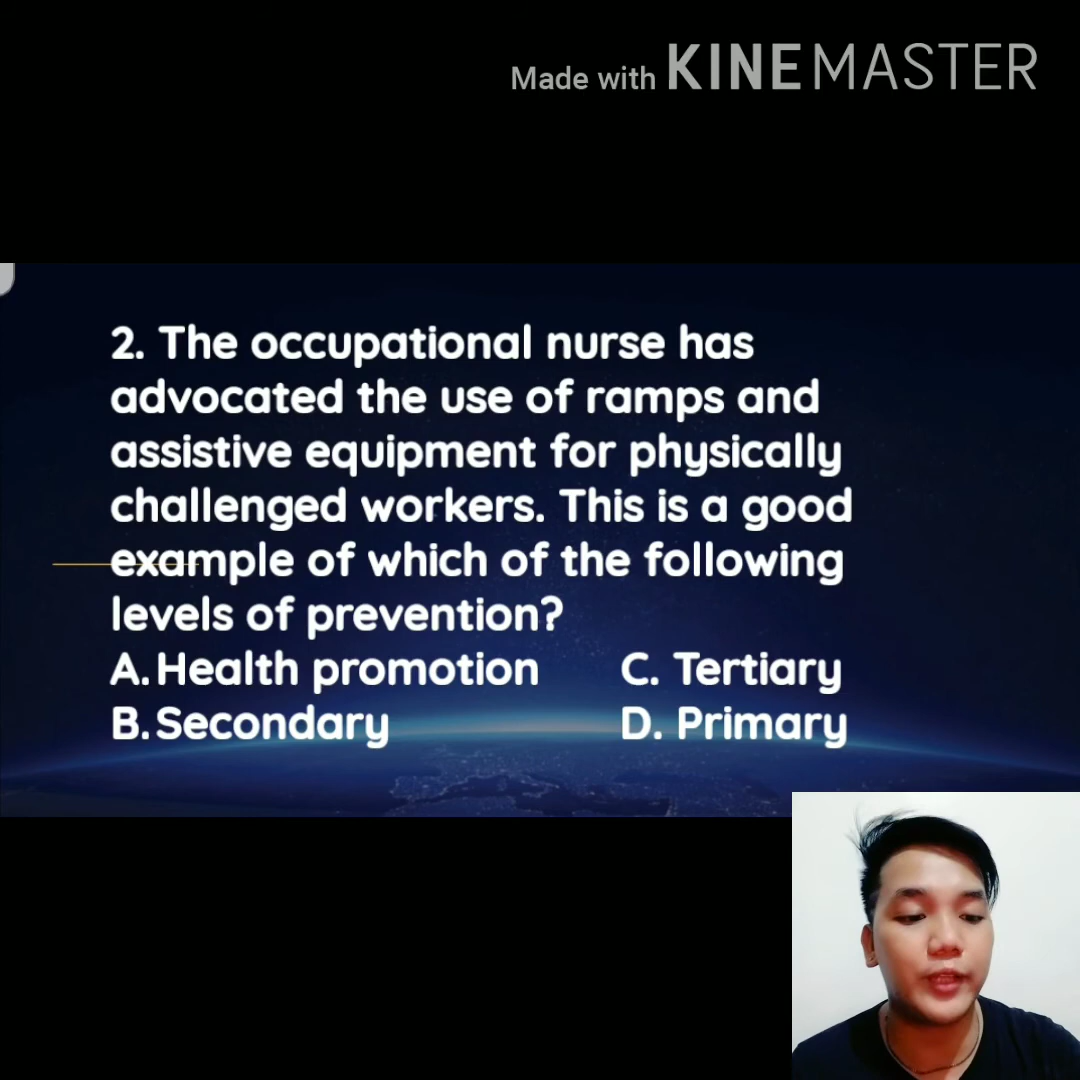 Made with KINEMASTER
2. The occupational nurse has
advocated the use of ramps and
assistive equipment for physically
challenged workers. This is a good
example of which of the following
levels of prevention?
A. Health promotion C. Tertiary
B. Secondary D. Primary